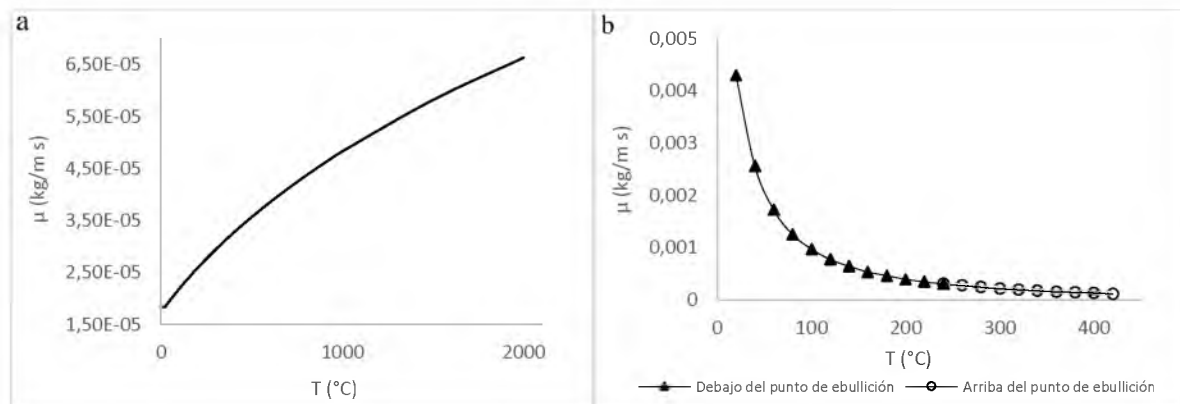 a
6,50E-05
5,50E-05
4,50E-05
3,50E-05
2,50E-05
1,50E-05
µ (kg/m s)
0 1000 2000
T (°C)
b
0,005
0,004
0,003
0,002
0,001
0
µ (kg/m s)
0 100 200 300 400
T (°C)
Debajo del punto de ebullición Arriba del punto de ebullición